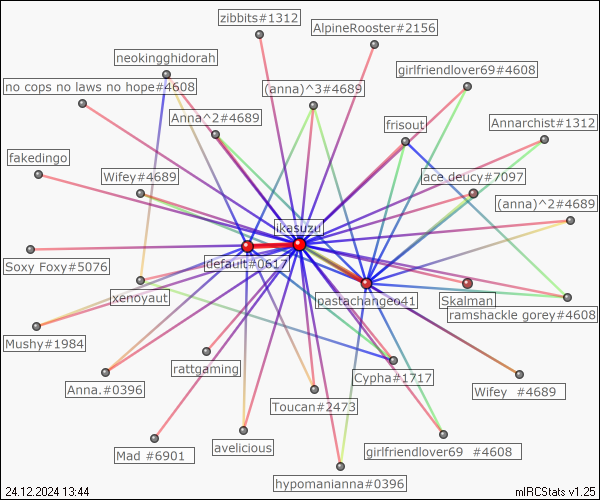 zibbits#1312
AlpineRooster#2156
neokingghidorah
girlfriendlover69#4608
no cops no laws no hope#4608
(anna)^3#4689
Anna^2#4689
frisout
Annarchist#1312
fakedingo
Wifey#4689
ace deucy#7097
(anna)^2#4689
ikasuzu
Soxy Foxy#5076
default#0617
xenoyaut
pastachange041
Skalman
ramshackle gorey#4608
Mushy#1984
rattgaming
Cypha#1717
Anna.#0396
Wifey #4689
Toucan#2473
Mad #6901
avelicious
girlfriendlover69 #4608
hypomanianna#0396
24.12.2024 13:44
mIRCStats v1.25